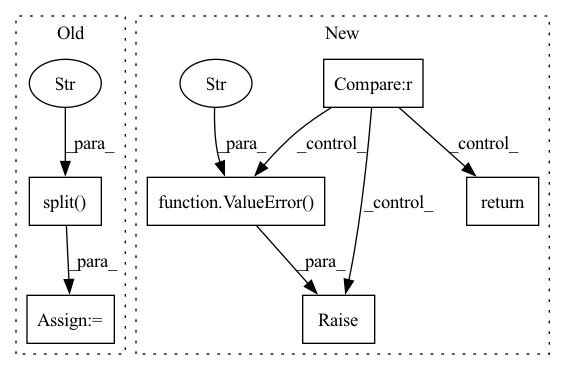 Old
New
Str
Str
Compare:r
_para_
_para_
_control_
_control_
split()
function.ValueError()
_control_
return
_para_
_para_
Assign:=
Raise